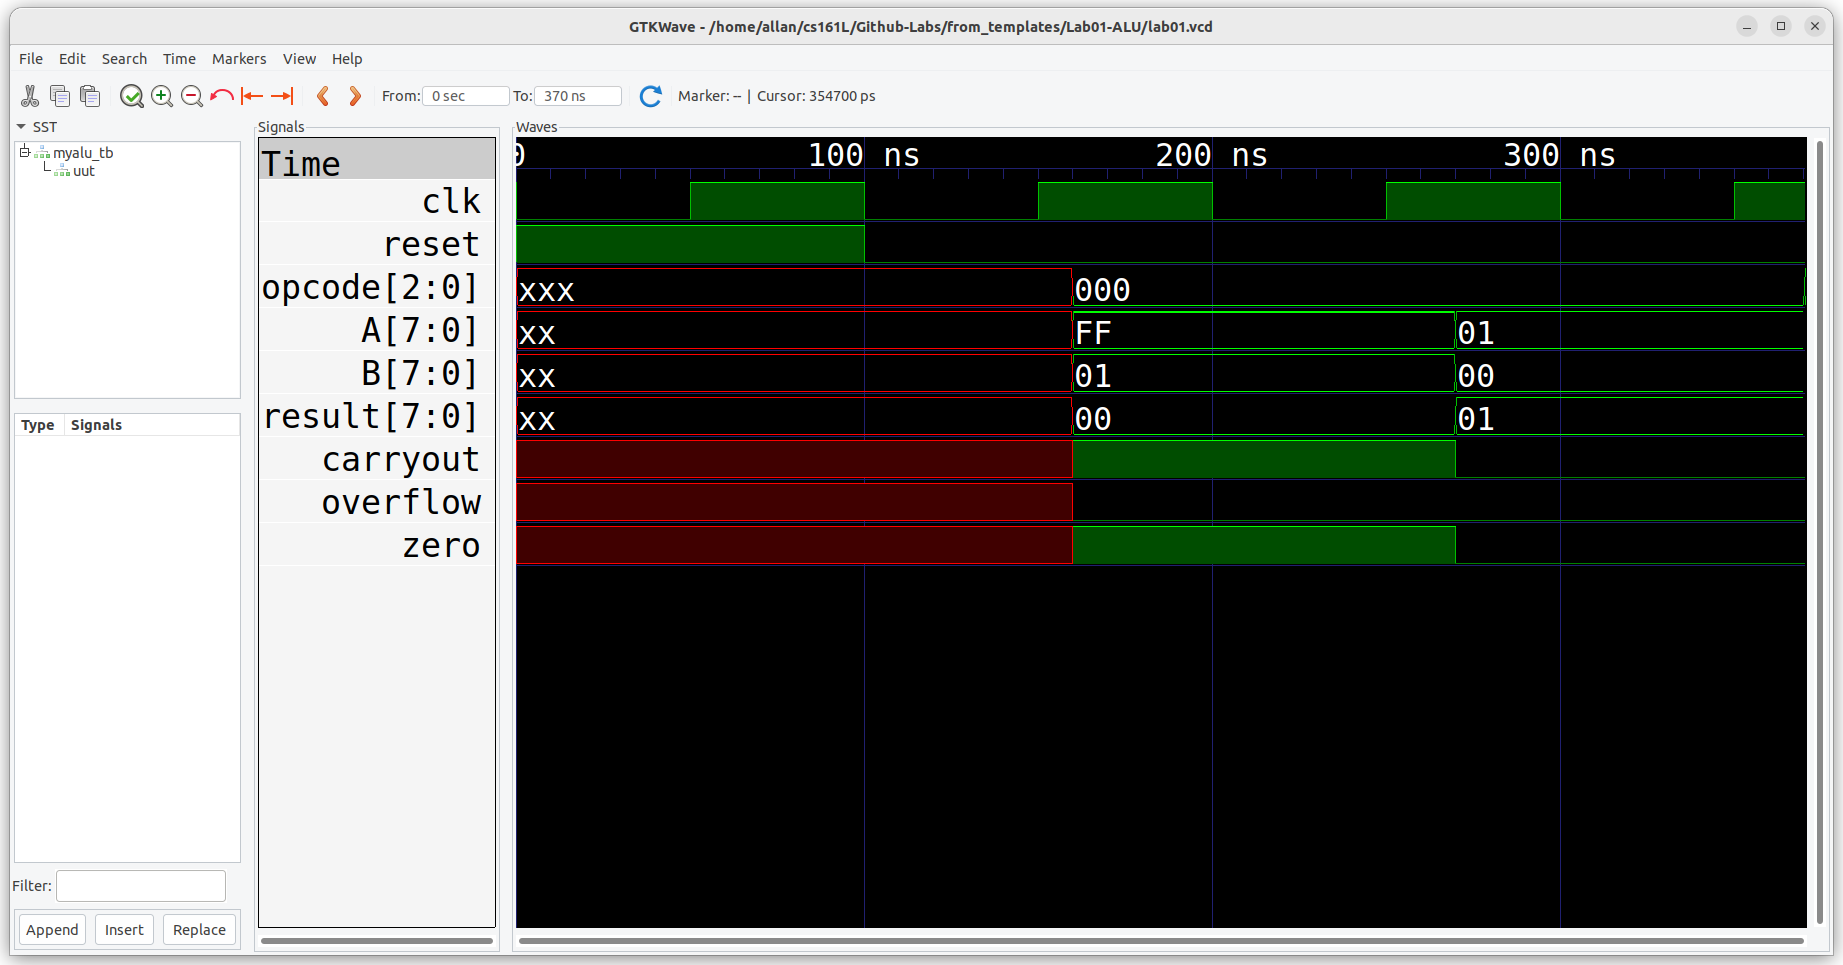 GTKWave - /home/allan/cs161L/Github-Labs/from_templates/Lab01-ALU/lab01.vcd
File Edit Search Time Markers View Help
From: 0 sec To: 370 ns Marker: -- | Cursor: 354700 ps
SST
myalu_tb
uut
Type Signals
Filter:
Append Insert Replace
Signals
Time
clk
reset
opcode[2:0]
A[7:0]
B[7:0]
result[7:0]
carryout
overflow
zero
Waves
0 100 ns 200 ns 300 ns
xxx 000
xx FF 01
xx 01 00
xx 00 01